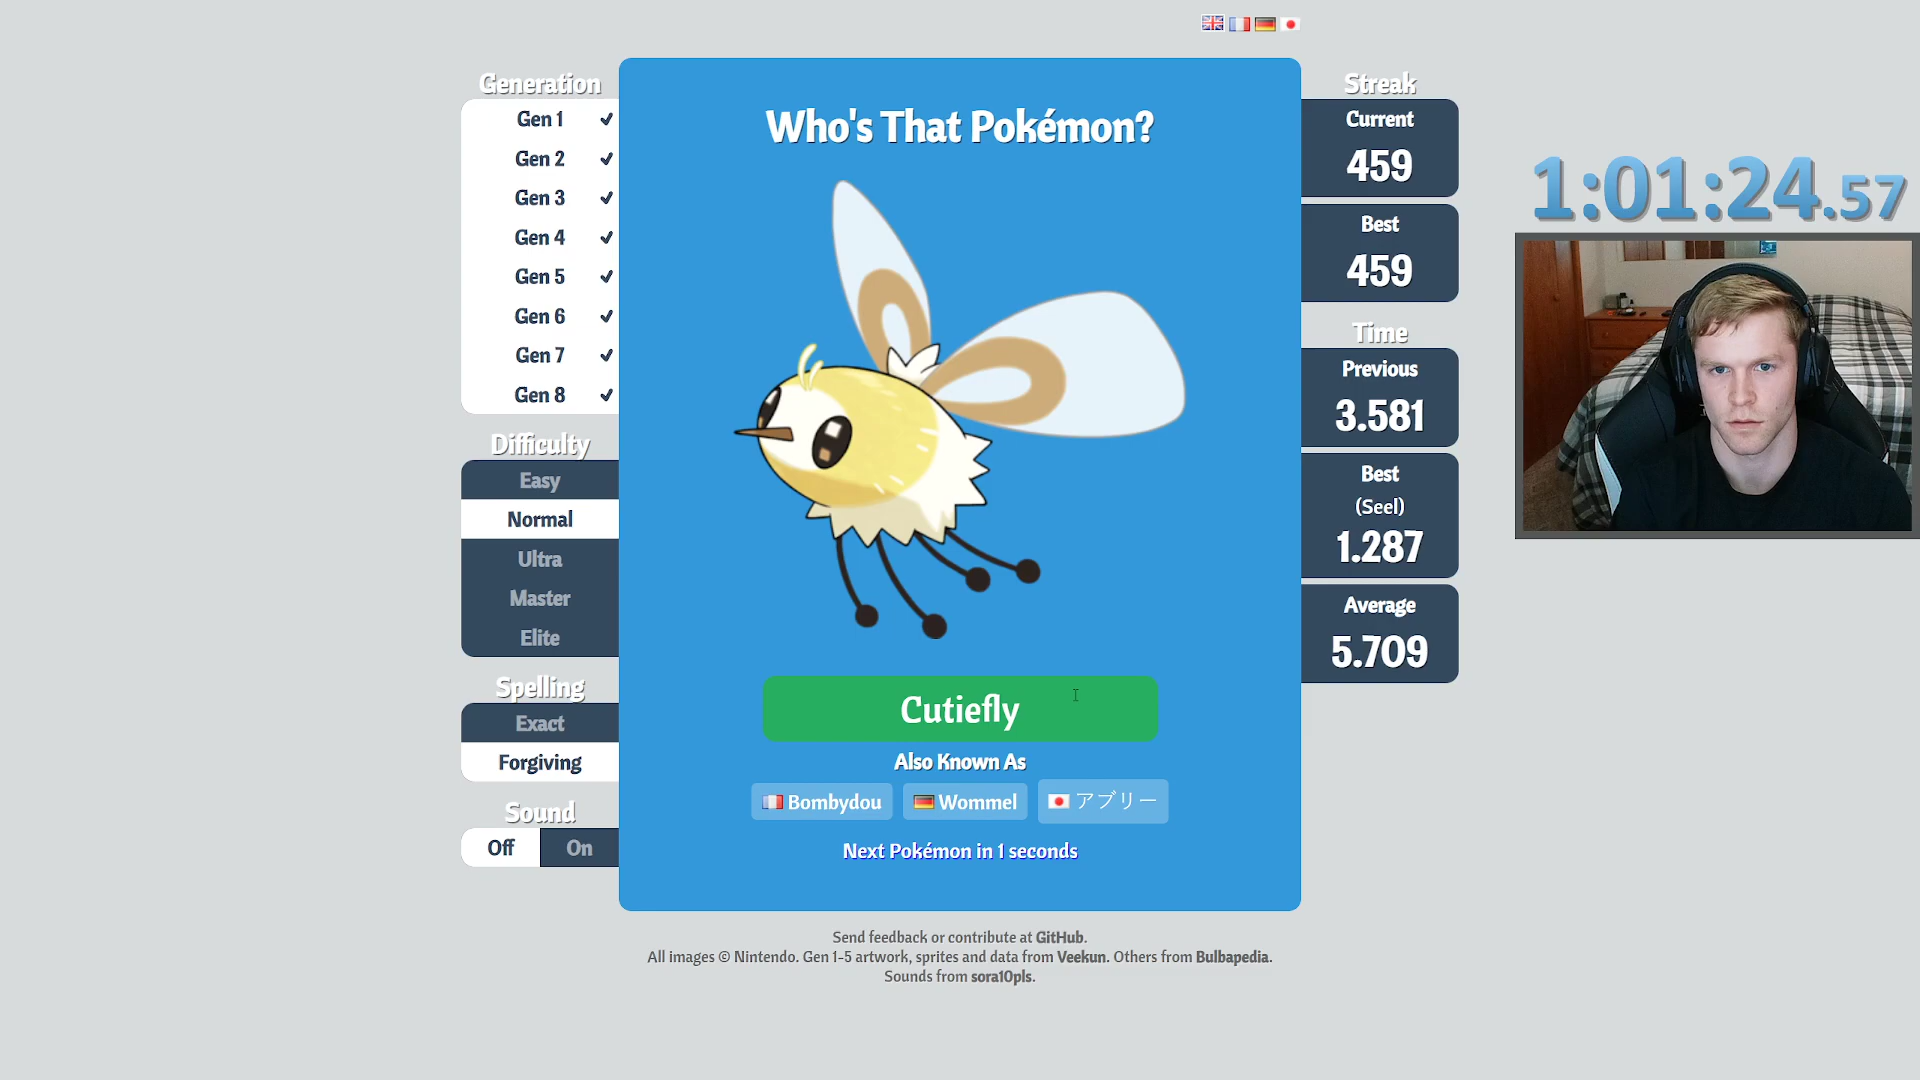 Generation
Gen 1
Gen 2
Gen 3
Gen 4
Gen 5
Gen 6
Gen 7
Gen 8
Difficulty
Easy
Normal
Ultra
Master
Elite
Spelling
Exact
Forgiving
Sound
Off On
Who's That Pokémon?
Cutiefly
Also Known As
Bombydou Wommel アブリー
Next Pokémon in 1 seconds
Streak
Current
459
Best
459
Time
Previous
3.581
Best
(Seel)
1.287
Average
5.709
1:01:24.57
Send feedback or contribute at GitHub.
All images © Nintendo. Gen 1-5 artwork, sprites and data from Veekun. Others from Bulbapedia.
Sounds from sora10pls.